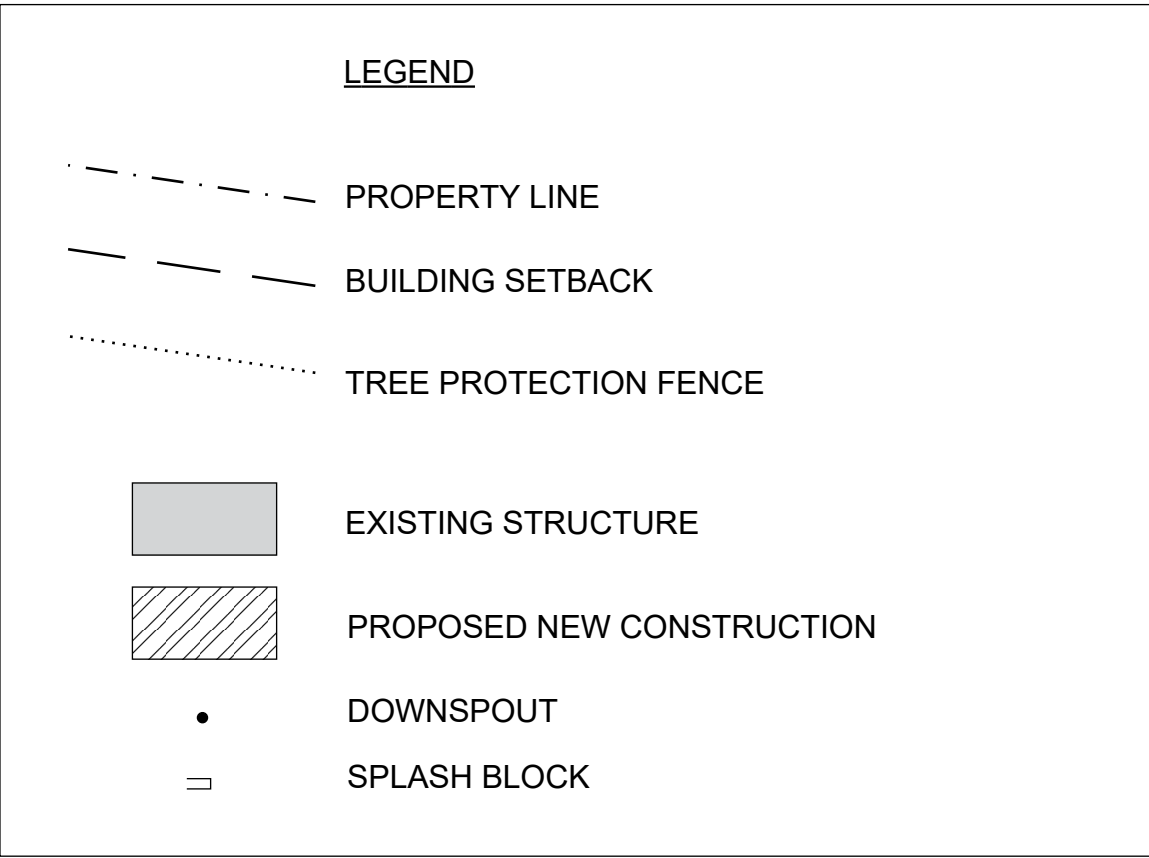 LEGEND
PROPERTY LINE
BUILDING SETBACK
TREE PROTECTION FENCE
EXISTING STRUCTURE
PROPOSED NEW CONSTRUCTION
DOWNSPOUT
SPLASH BLOCK